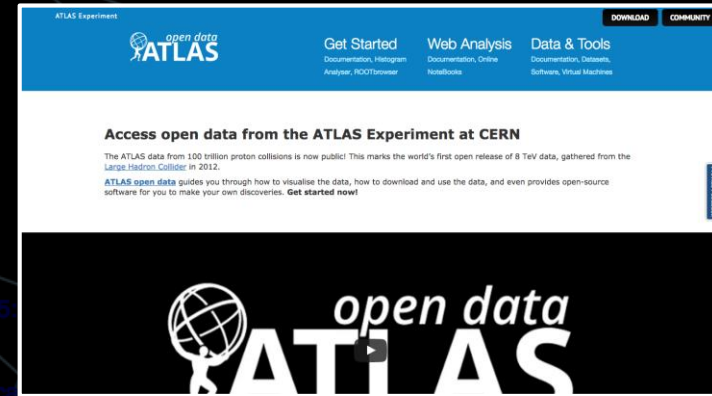 ATLAS Experiment
DOWNLOAD
COMMUNITY
open data
ATLAS
Get Started
Documentation, Histogram
Analyser, ROOTbrowser
Web Analysis
Documentation, Online
NoteBooks
Data & Tools
Documentation, Datasets,
Software, Virtual Machines
Access open data from the ATLAS Experiment at CERN
The ATLAS data from 100 trillion proton collisions is now public! This marks the world's first open release of 8 TeV data, gathered from the
Large Hadron Collider in 2012.
ATLAS open data guides you through how to visualise the data, how to download and use the data, and even provides open-source
software for you to make your own discoveries. Get started now!
open data
ATLAS